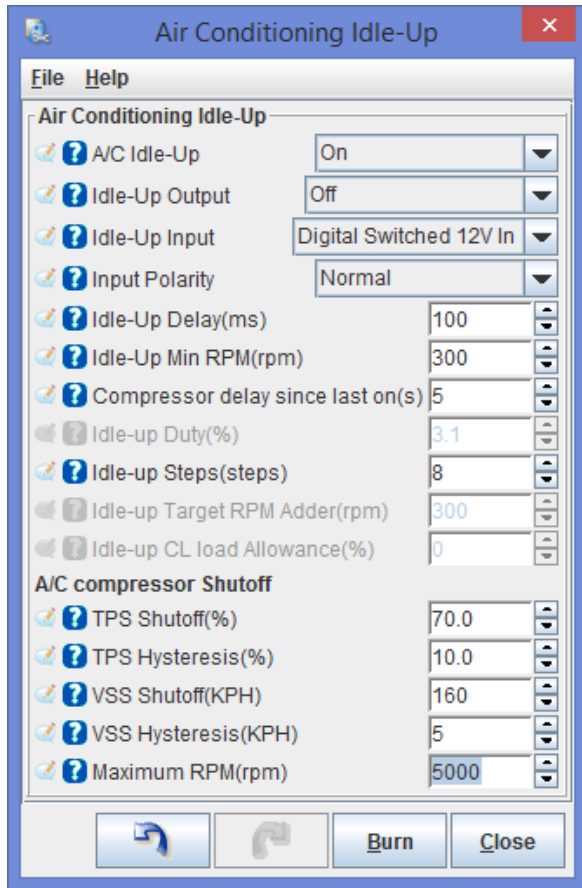 Air Conditioning Idle-Up
File Help
Air Conditioning Idle-Up
A/C Idle-Up On
Idle-Up Output Off
Idle-Up Input Digital Switched 12V In
Input Polarity Normal
Idle-Up Delay(ms) 100
Idle-Up Min RPM(rpm) 300
Compressor delay since last on(s) 5
Idle-up Duty(%) 3.1
Idle-up Steps(steps) 8
Idle-up Target RPM Adder(rpm) 300
Idle-up CL load Allowance(%) 0
A/C compressor Shutoff
TPS Shutoff(%) 70.0
TPS Hysteresis(%) 10.0
VSS Shutoff(KPH) 160
VSS Hysteresis(KPH) 5
Maximum RPM(rpm) 5000
Burn Close